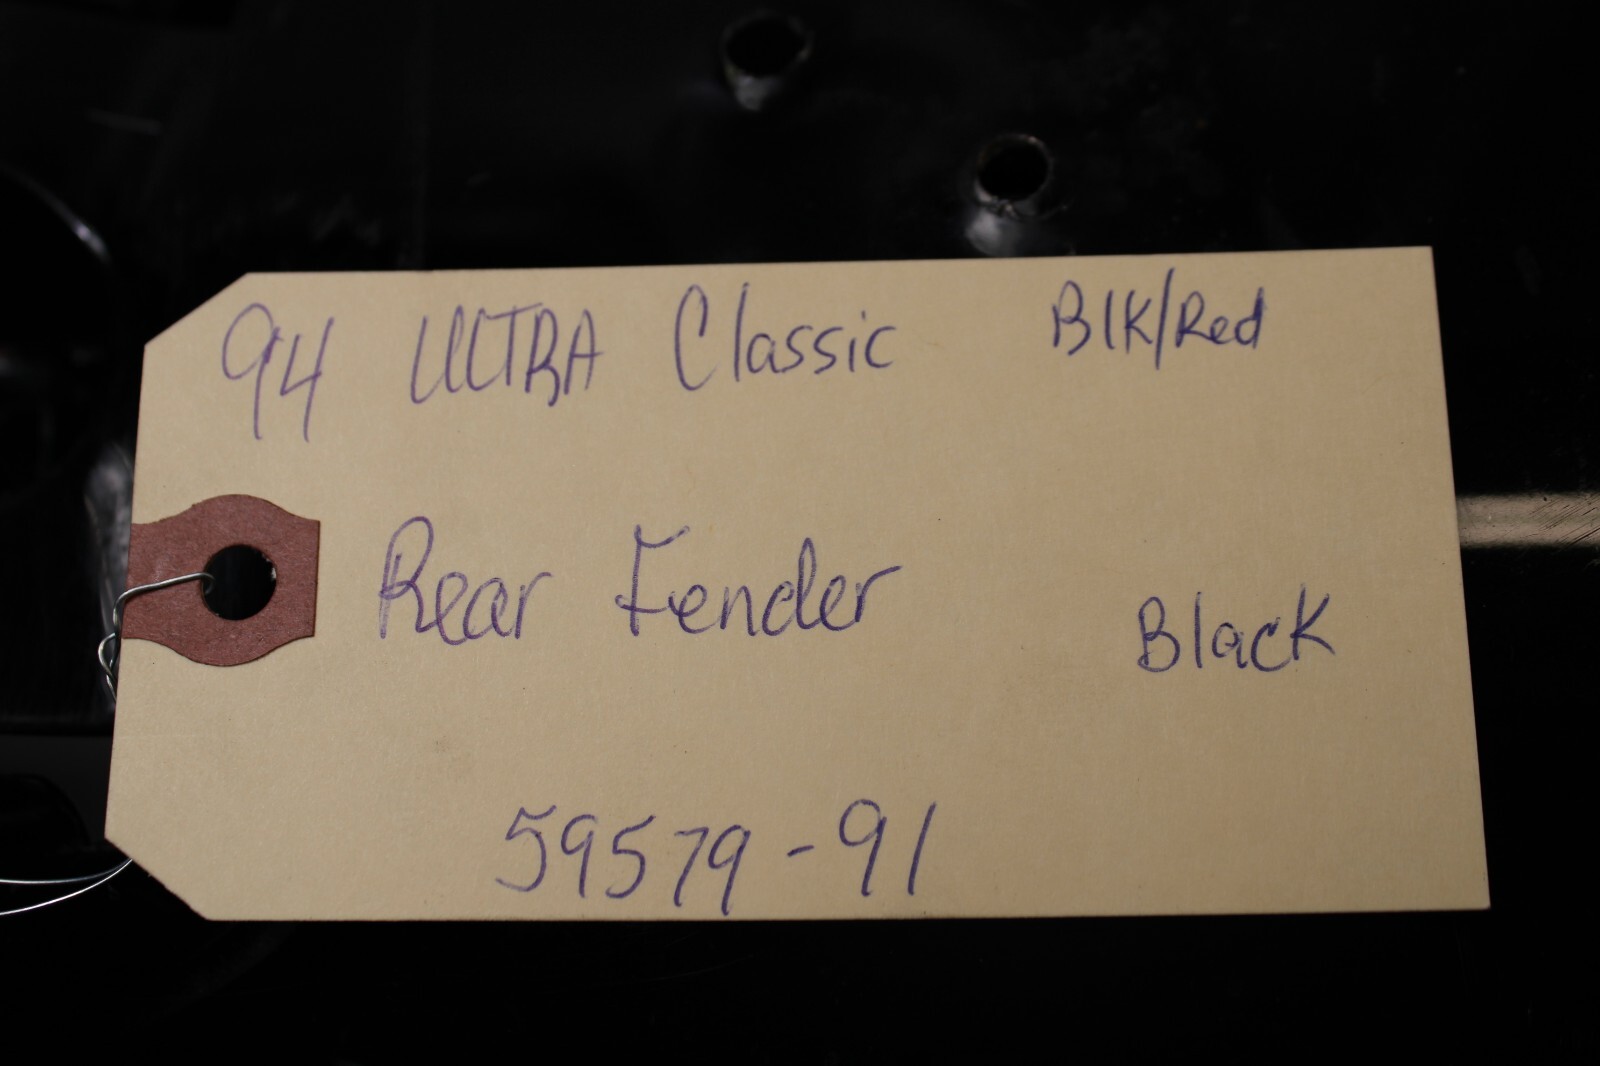 94 ULTRA Classic Blk/Red
Rear Fender Black
59579-91